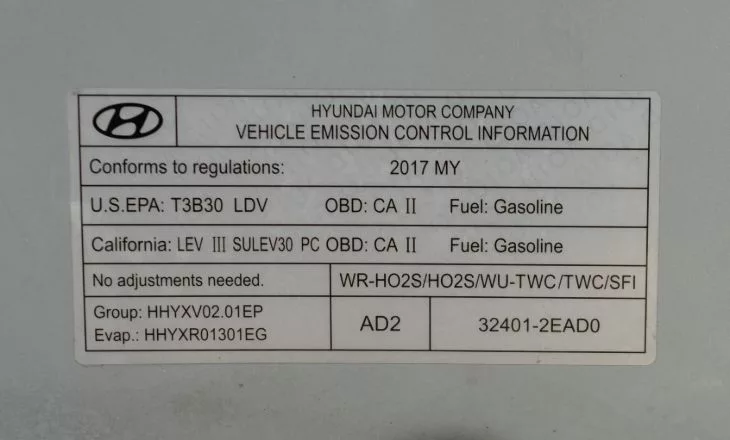 HYUNDAI MOTOR COMPANY
VEHICLE EMISSION CONTROL INFORMATION
Conforms to regulations: 2017 MY
U.S.EPA: T3B30 LDV OBD: CA II Fuel: Gasoline
California: LEV III SULEV30 PC OBD: CA II Fuel: Gasoline
No adjustments needed. WR-HO2S/HO2S/WU-TWC/TWC/SFI
Group: HHYXV02.01EP
Evap.: HHYXR01301EG
AD2
32401-2EAD0